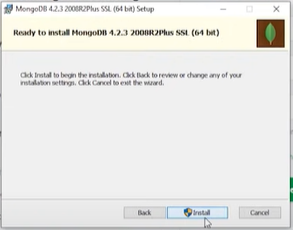 MongoDB 4.2.3 2008R2Plus SSL (64 bit) Setup
Ready to install MongoDB 4.2.3 2008R2Plus SSL (64 bit)
Click Install to begin the installation. Click Back to review or change any of your
installation settings. Click Cancel to exit the wizard.
Back Install Cancel